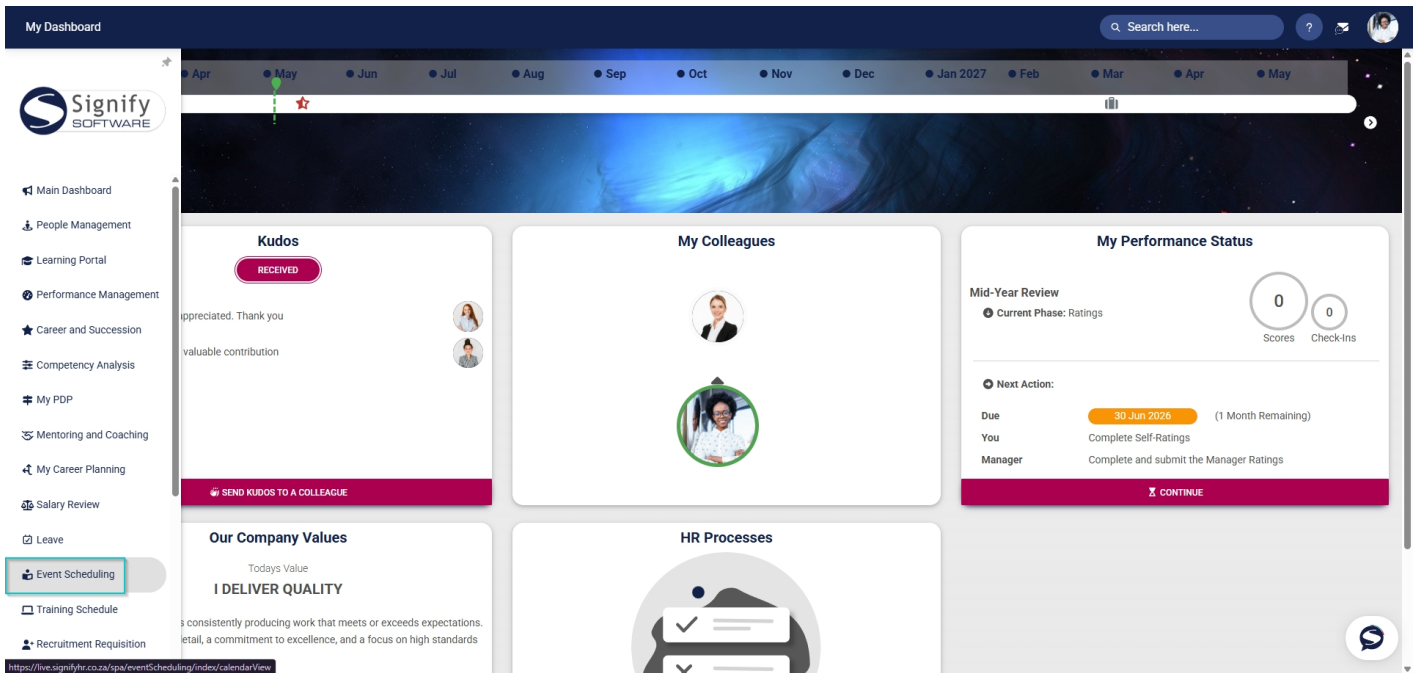 My Dashboard
Search here...
?
Apr May Jun Jul Aug Sep Oct Nov Dec Jan 2027 Feb Mar Apr May
Signify
SOFTWARE
Main Dashboard
People Management
Learning Portal
Performance Management
Career and Succession
Competency Analysis
My PDP
Mentoring and Coaching
My Career Planning
Salary Review
Leave
Event Scheduling
Training Schedule
Recruitment Requisition
https://live.signifyhr.co.za/spa/eventScheduling/index/calendarView
Kudos
RECEIVED
appreciated. Thank you
valuable contribution
SEND KUDOS TO A COLLEAGUE
My Colleagues
My Performance Status
Mid-Year Review
Current Phase: Ratings
0
Scores
0
Check-Ins
Next Action:
Due 30 Jun 2026 (1 Month Remaining)
You Complete Self-Ratings
Manager Complete and submit the Manager Ratings
CONTINUE
Our Company Values
Todays Value
I DELIVER QUALITY
consistently producing work that meets or exceeds expectations.
etail, a commitment to excellence, and a focus on high standards
HR Processes